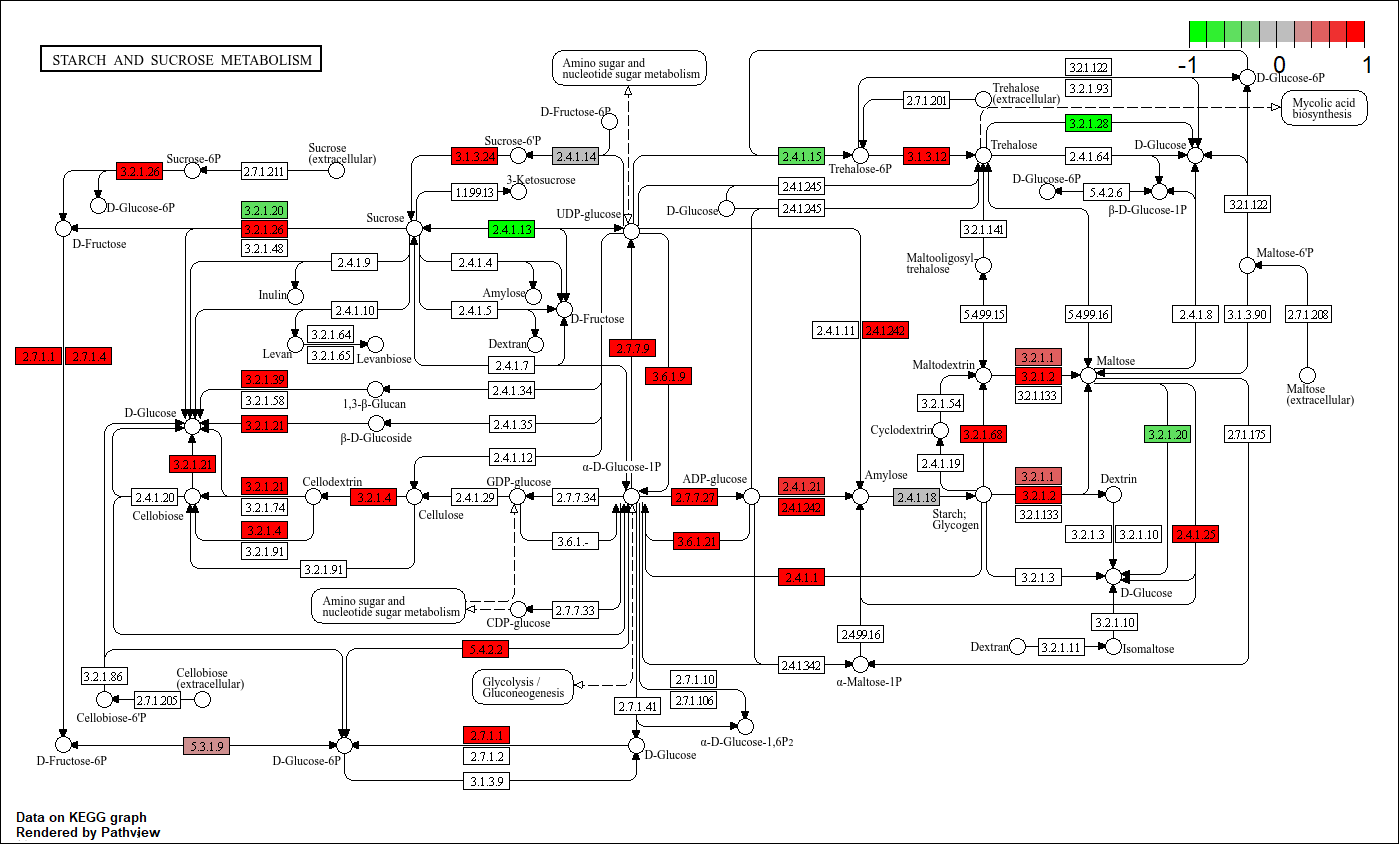 STARCH AND SUCROSE METABOLISM
-1 0 1
Amino sugar and
nucleotide sugar metabolism
3.2.1.122
D-Glucose-6P
3.2.1.93
Trehalose
(extracellular)
2.7.1.201
Mycolic acid
biosynthesis
D-Fructose-6P
3.2.1.28
Sucrose-6'P
3.1.3.24
2.4.1.14
2.4.1.15
Trehalose-6P
3.1.3.12
Trehalose
2.4.1.64
D-Glucose
Sucrose
(extracellular)
Sucrose-6P
3.2.1.26
2.7.1.211
3-Ketosucrose
1.1.99.13
2.4.1.245
D-Glucose-6P
5.4.2.6
β-D-Glucose-1P
D-Glucose-6P
3.2.1.20
3.2.1.26
3.2.1.48
Sucrose
UDP-glucose
2.4.1.13
D-Glucose
2.4.1.245
3.2.1.122
3.2.1.141
D-Fructose
2.4.1.9
2.4.1.4
Maltooligosyl-
trehalose
Maltose-6'P
Inulin
Amylose
2.4.1.10
2.4.1.5
D-Fructose
5.4.99.15
5.4.99.16
2.4.1.8
3.1.3.90
2.7.1.208
3.2.1.64
3.2.1.65
Levan
Levanbiose
Dextran
2.4.1.11
2.4.1.242
2.7.1.1
2.7.1.4
2.4.1.7
2.7.7.9
3.6.1.9
Maltodextrin
3.2.1.1
3.2.1.2
3.2.1.133
Maltose
Maltose
(extracellular)
3.2.1.39
3.2.1.58
1,3-β-Glucan
2.4.1.34
3.2.1.54
D-Glucose
3.2.1.21
β-D-Glucoside
2.4.1.35
Cyclodextrin
3.2.1.68
3.2.1.20
2.7.1.175
3.2.1.21
2.4.1.12
2.4.1.19
α-D-Glucose-1P
ADP-glucose
Amylose
GDP-glucose
Cellodextrin
3.2.1.21
3.2.1.74
2.4.1.20
Cellobiose
3.2.1.4
Cellulose
2.4.1.29
2.7.7.34
2.7.7.27
2.4.1.21
2.4.1.242
2.4.1.18
Starch;
Glycogen
3.2.1.1
3.2.1.2
3.2.1.133
Dextrin
3.2.1.4
3.2.1.91
3.6.1.-
3.6.1.21
3.2.1.3
3.2.1.10
2.4.1.25
3.2.1.91
2.4.1.1
3.2.1.3
D-Glucose
Amino sugar and
nucleotide sugar metabolism
2.7.7.33
CDP-glucose
3.2.1.10
2.4.99.16
5.4.2.2
Dextran
3.2.1.11
Isomaltose
2.4.1.342
α-Maltose-1P
3.2.1.86
Cellobiose
(extracellular)
2.7.1.205
Cellobiose-6'P
Glycolysis /
Gluconeogenesis
2.7.1.10
2.7.1.106
2.7.1.41
α-D-Glucose-1,6P2
D-Fructose-6P
5.3.1.9
D-Glucose-6P
2.7.1.1
2.7.1.2
3.1.3.9
D-Glucose
Data on KEGG graph
Rendered by Pathview